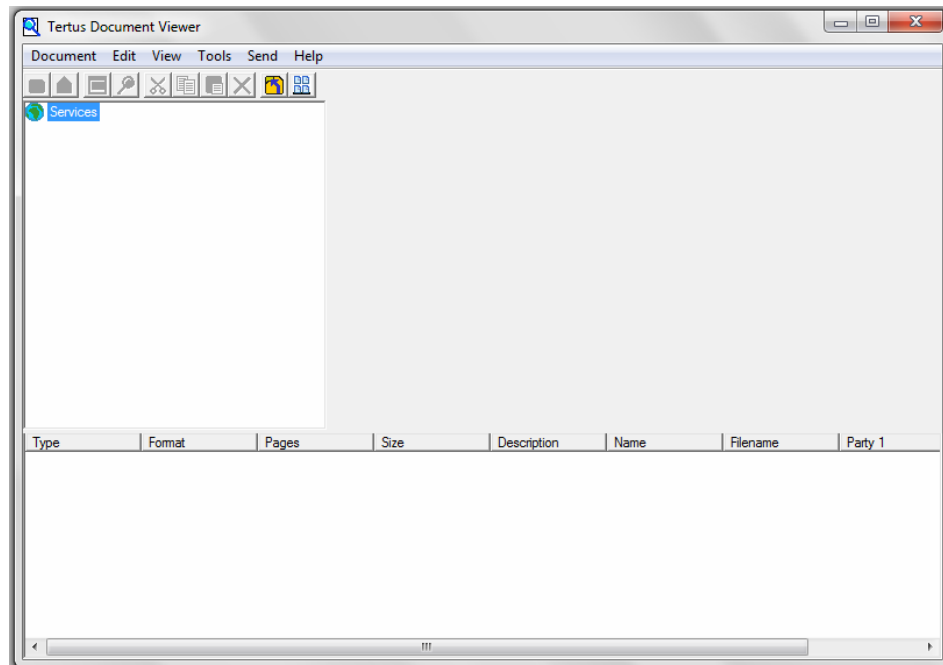 Tertus Document Viewer
Document Edit View Tools Send Help
Services
Type Format Pages Size Description Name Filename Party 1